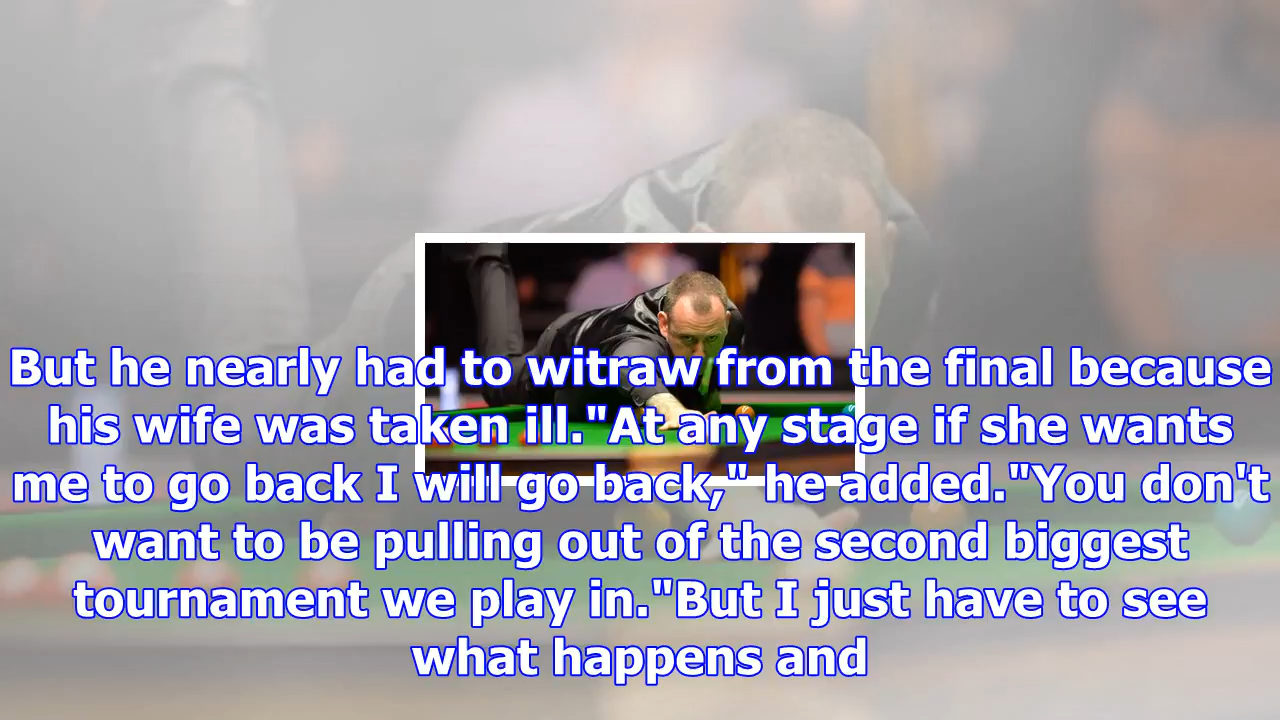 But he nearly had to witraw from the final because
his wife was taken ill."At any stage if she wants
me to go back I will go back," he added."You don't
want to be pulling out of the second biggest
tournament we play in."But I just have to see
what happens and